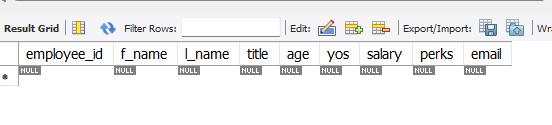 Result Grid Filter Rows: Edit: Export/Import: Wra
employee_id f_name l_name title age yos salary perks email
* NULL NULL NULL NULL NULL NULL NULL NULL NULL